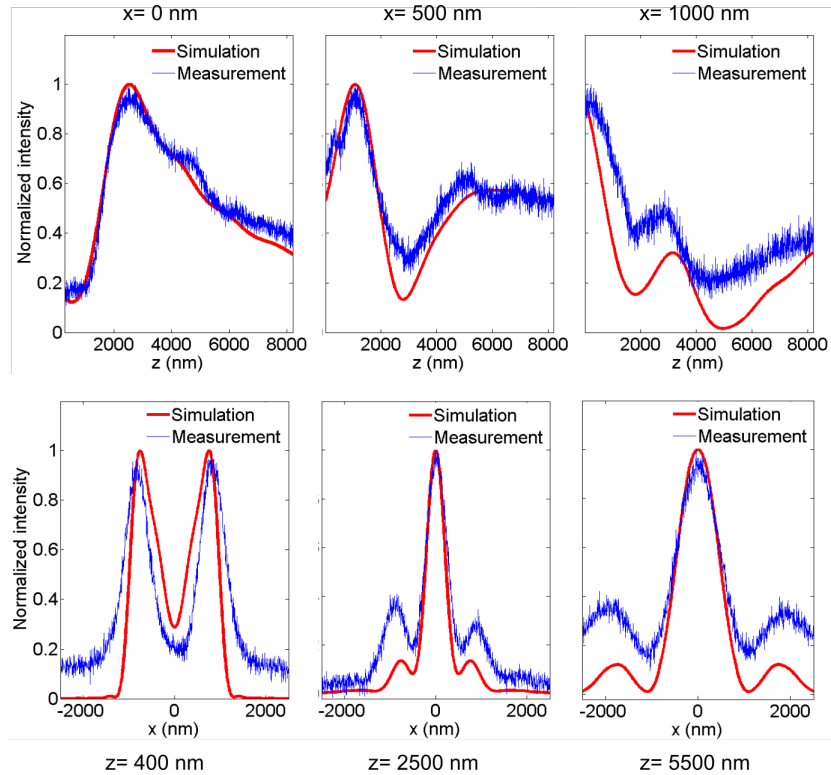 x= 0 nm x= 500 nm x= 1000 nm
Simulation Simulation Simulation
Measurement Measurement Measurement
Normalized intensity
1
0.8
0.6
0.4
0.2
0
2000 4000 6000 8000 2000 4000 6000 8000 2000 4000 6000 8000
z (nm) z (nm) z (nm)
Simulation Simulation Simulation
Measurement Measurement Measurement
Normalized intensity
1
0.8
0.6
0.4
0.2
0
-2000 0 2000 -2000 0 2000 -2000 0 2000
x (nm) x (nm) x (nm)
z= 400 nm z= 2500 nm z= 5500 nm